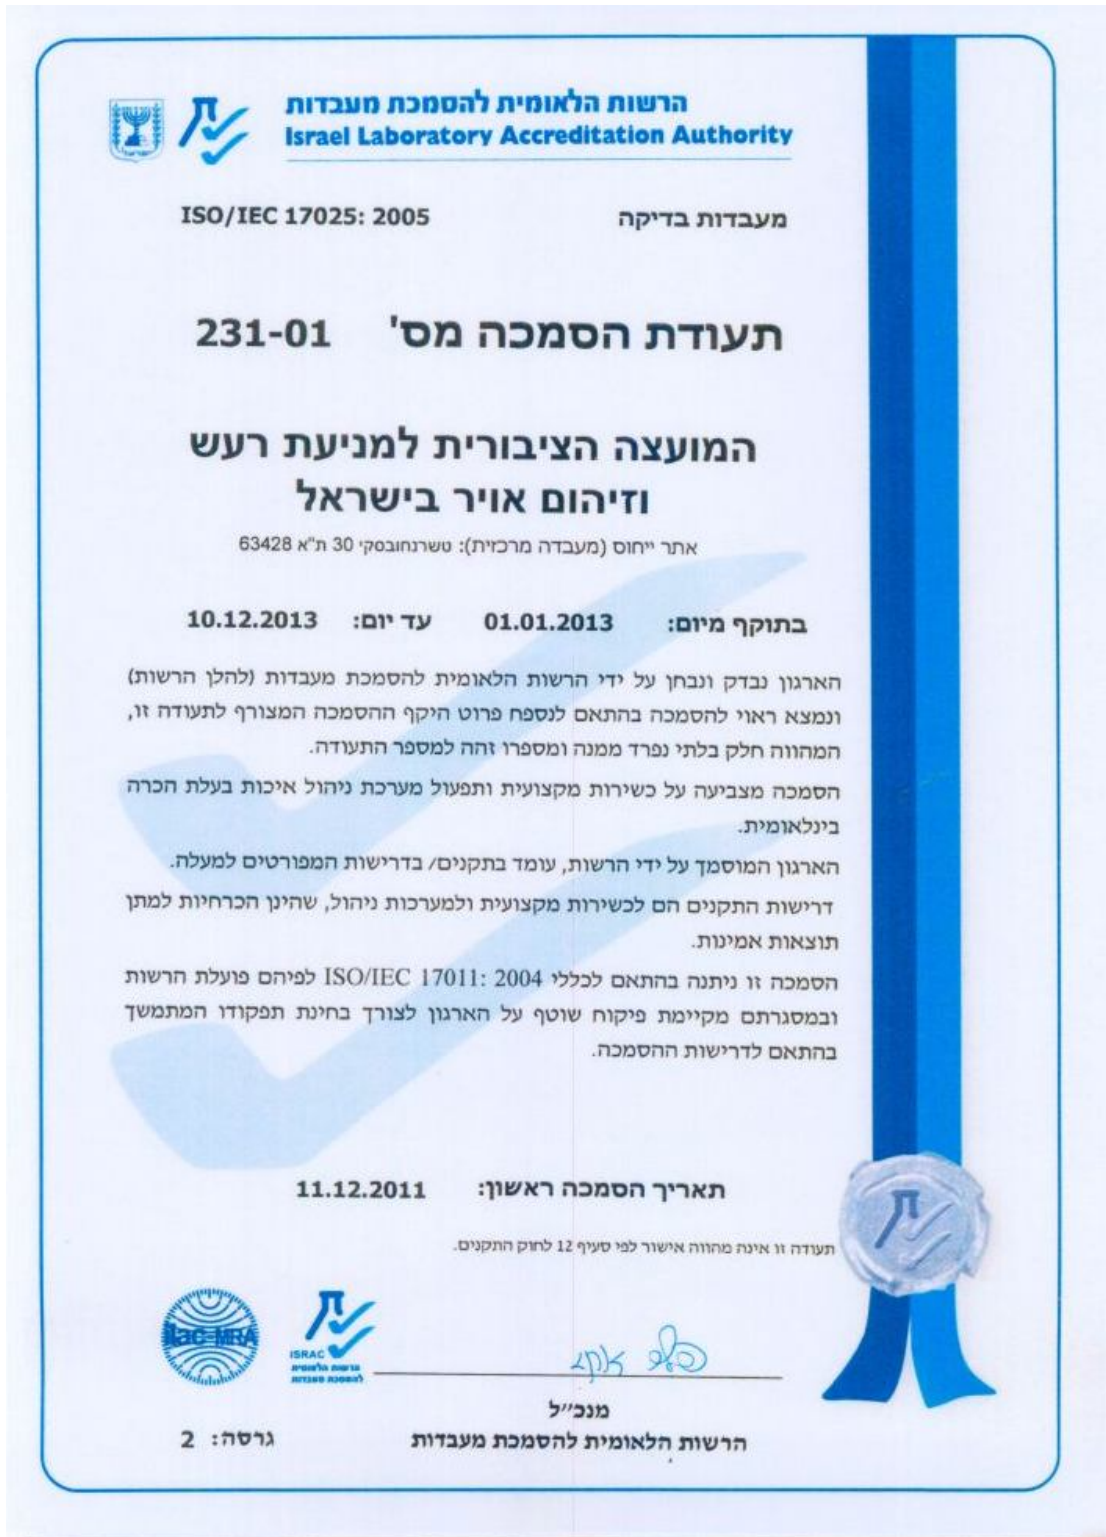 הרשות הלאומית להסמכת מעבדות
Israel Laboratory Accreditation Authority
מעבדות בדיקה ISO/IEC 17025: 2005
תעודת הסמכה מס' 231-01
המועצה הציבורית למניעת רעש
וזיהום אויר בישראל
אתר ייחוס (מעבדה מרכזית): טשרנחובסקי 30 ת"א 63428
בתוקף מיום: 01.01.2013 עד יום: 10.12.2013
הארגון נבדק ונבחן על ידי הרשות הלאומית להסמכת מעבדות (להלן הרשות)
ונמצא ראוי להסמכה בהתאם לנספח פרוט היקף ההסמכה המצורף לתעודה זו,
המהווה חלק בלתי נפרד ממנה ומספרו זהה למספר התעודה.
הסמכה מצביעה על כשירות מקצועית ותפעול מערכת ניהול איכות בעלת הכרה
בינלאומית.
הארגון המוסמך על ידי הרשות, עומד בתקנים/ בדרישות המפורטים למעלה.
דרישות התקנים הם לכשירות מקצועית ולמערכות ניהול, שהינן הכרחיות למתן
תוצאות אמינות.
הסמכה זו ניתנה בהתאם לכללי ISO/IEC 17011: 2004 לפיהם פועלת הרשות
ובמסגרתם מקיימת פיקוח שוטף על הארגון לצורך בחינת תפקודו המתמשך
בהתאם לדרישות ההסמכה.
תאריך הסמכה ראשון: 11.12.2011
תעודה זו אינה מהווה אישור לפי סעיף 12 לחוק התקנים.
ilac-MRA
ISRAC
הרשות הלאומית
להסמכת מעבדות
מנכ"ל
הרשות הלאומית להסמכת מעבדות
גרסה: 2